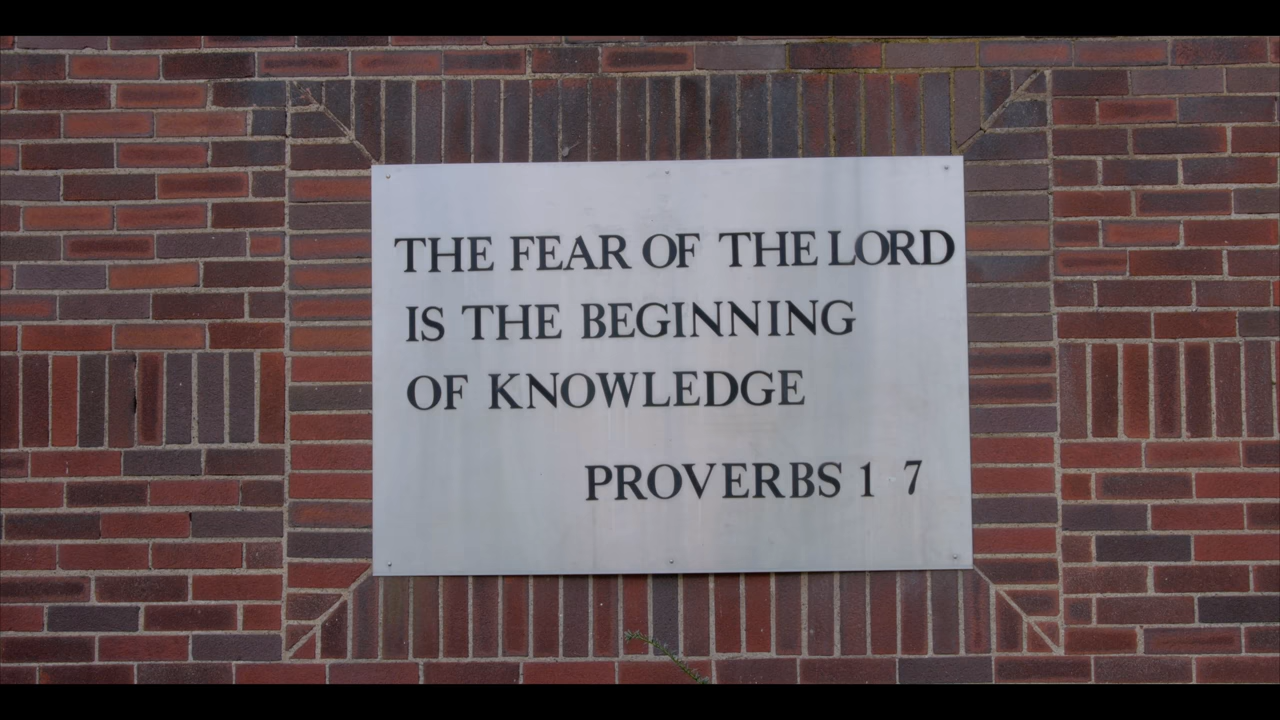 THE FEAR OF THE LORD
IS THE BEGINNING
OF KNOWLEDGE
PROVERBS 1 7